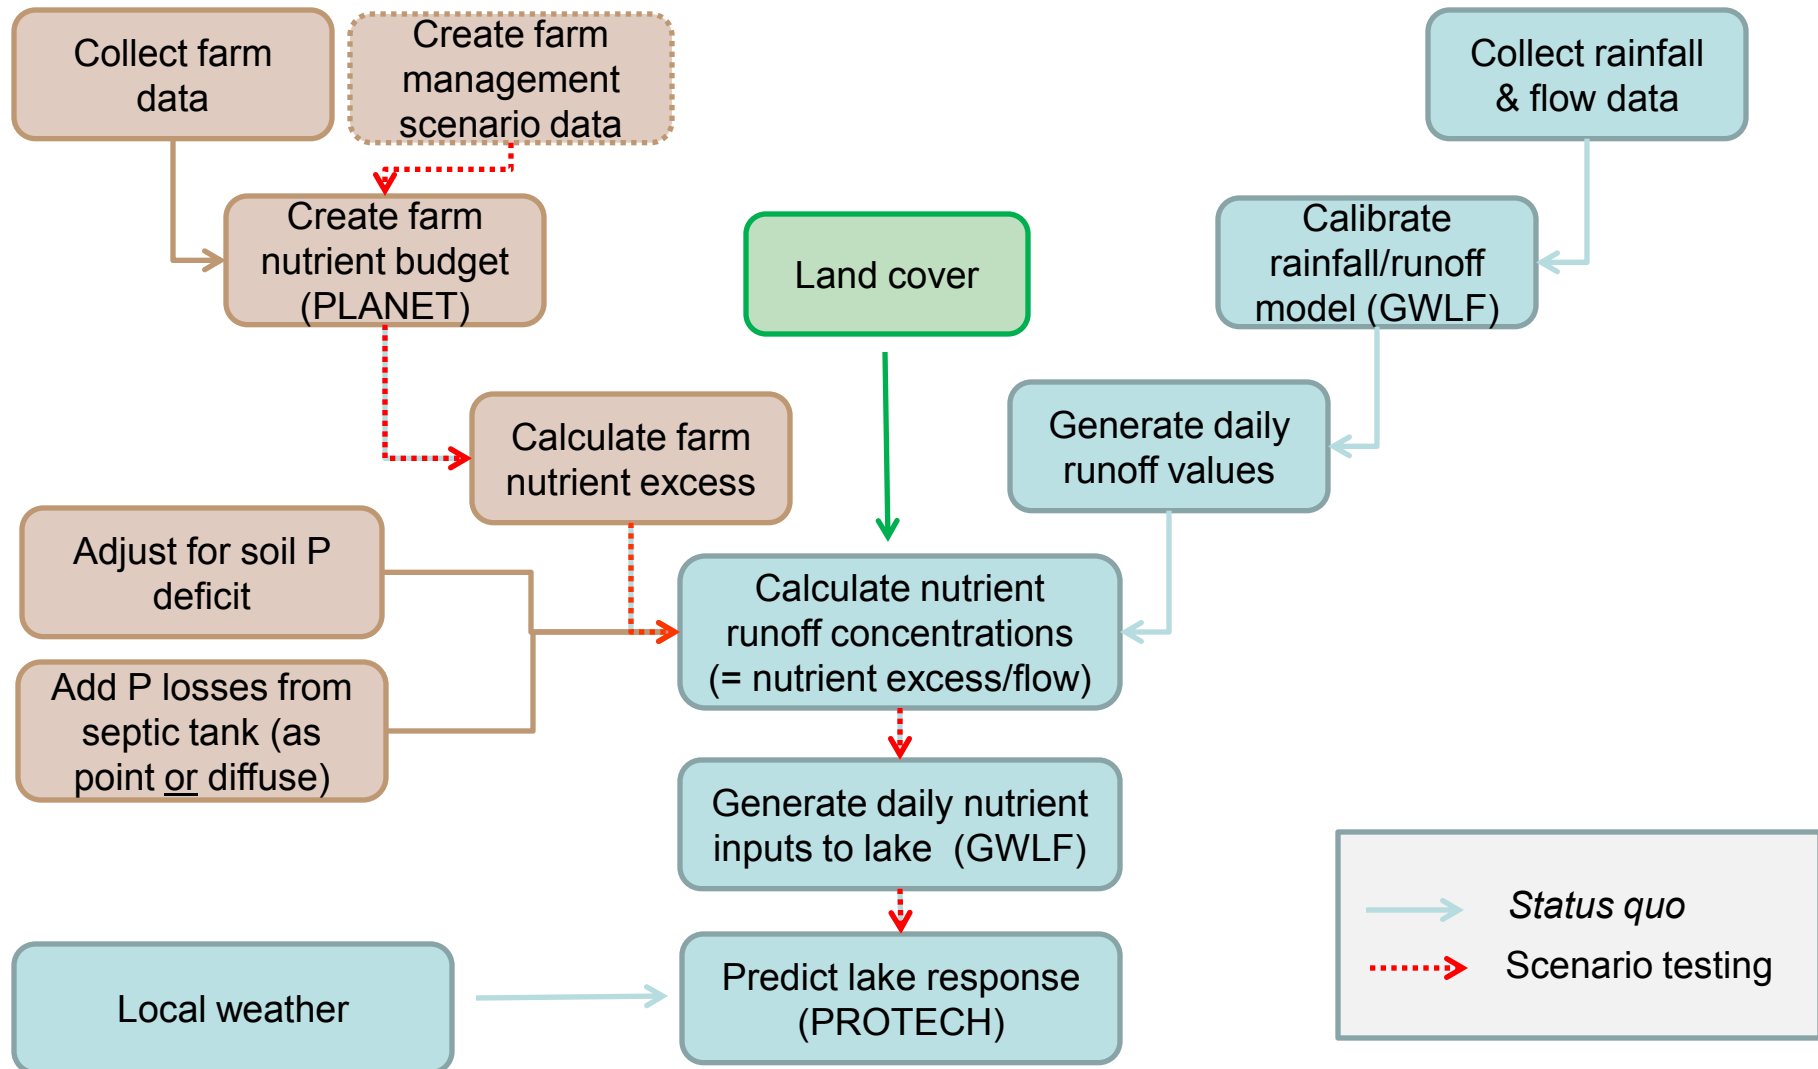 Collect farm
data
Create farm
management
scenario data
Collect rainfall
& flow data
Create farm
nutrient budget
(PLANET)
Land cover
Calibrate
rainfall/runoff
model (GWLF)
Calculate farm
nutrient excess
Generate daily
runoff values
Adjust for soil P
deficit
Calculate nutrient
runoff concentrations
(= nutrient excess/flow)
Add P losses from
septic tank (as
point or diffuse)
Generate daily nutrient
inputs to lake (GWLF)
Status quo
Scenario testing
Local weather
Predict lake response
(PROTECH)